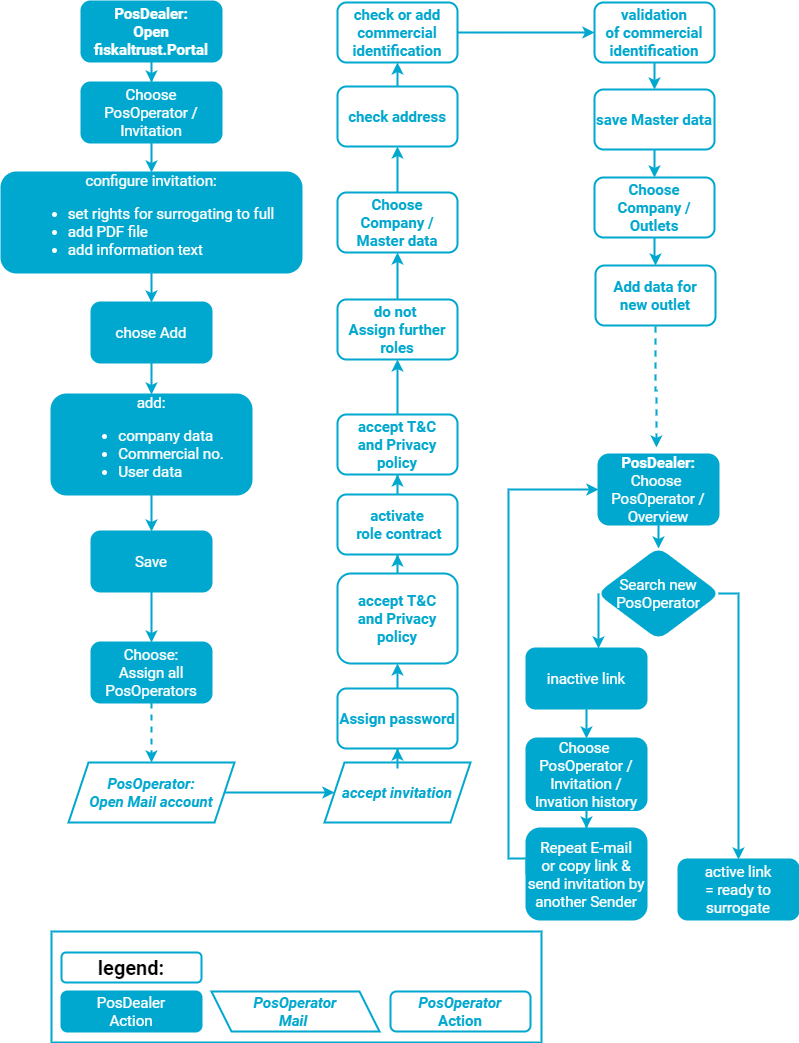 PosDealer:
Open
fiskaltrust.Portal
Choose
PosOperator /
Invitation
configure invitation:
• set rights for surrogating to full
• add PDF file
• add information text
chose Add
add:
• company data
• Commercial no.
• User data
Save
Choose:
Assign all
PosOperators
PosOperator:
Open Mail account
accept invitation
Assign password
accept T&C
and Privacy
policy
activate
role contract
accept T&C
and Privacy
policy
do not
Assign further
roles
Choose
Company /
Master data
check address
check or add
commercial
identification
validation
of commercial
identification
save Master data
Choose
Company /
Outlets
Add data for
new outlet
PosDealer:
Choose
PosOperator /
Overview
Search new
PosOperator
inactive link
Choose
PosOperator /
Invitation /
Invation history
Repeat E-mail
or copy link &
send invitation by
another Sender
active link
= ready to
surrogate
legend:
PosDealer
Action
PosOperator
Mail
PosOperator
Action